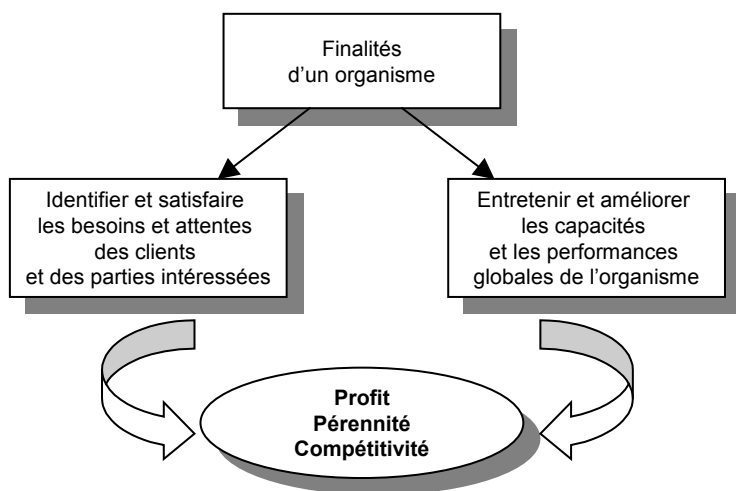 Finalités
d’un organisme
Identifier et satisfaire
les besoins et attentes
des clients
et des parties intéressées
Entretenir et améliorer
les capacités
et les performances
globales de l’organisme
Profit
Pérennité
Compétitivité